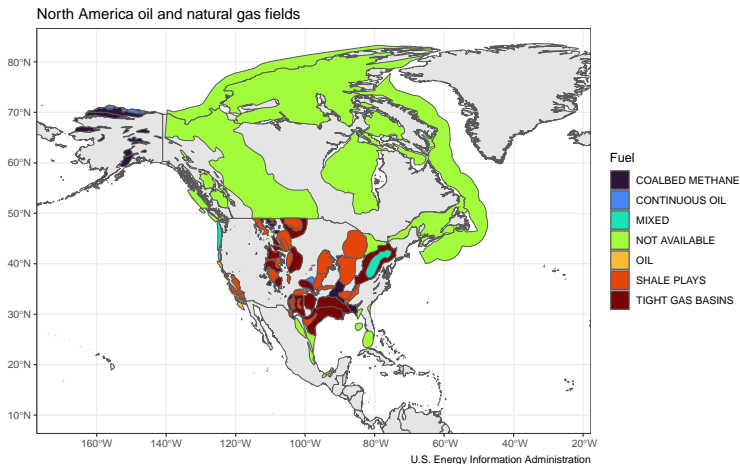 North America oil and natural gas fields
80°N
70°N
60°N
50°N
40°N
30°N
20°N
10°N
160°W 140°W 120°W 100°W 80°W 60°W 40°W 20°W
Fuel
COALBED METHANE
CONTINUOUS OIL
MIXED
NOT AVAILABLE
OIL
SHALE PLAYS
TIGHT GAS BASINS
U.S. Energy Information Administration